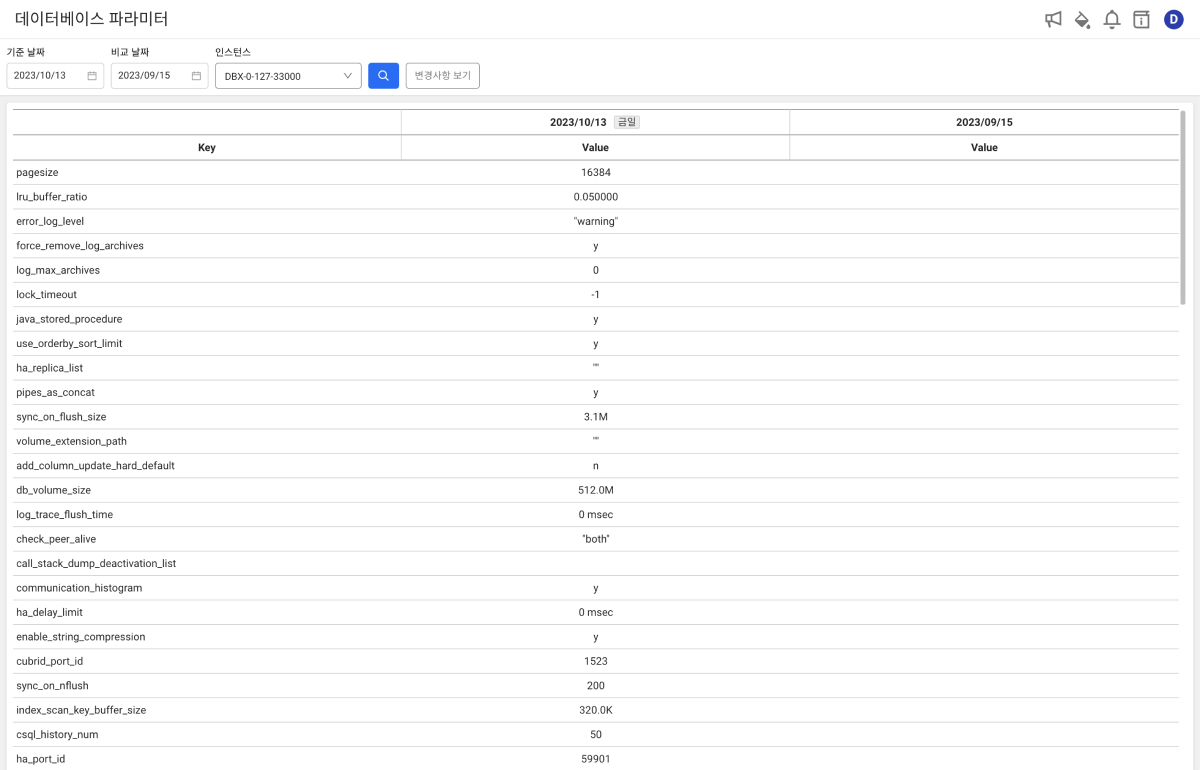 데이터베이스 파라미터
D
기준 날짜 비교 날짜 인스턴스
2023/10/13 2023/09/15 DBX-0-127-33000 변경사항 보기
2023/10/13 금일 2023/09/15
Key Value Value
pagesize 16384
lru_buffer_ratio 0.050000
error_log_level "warning"
force_remove_log_archives y
log_max_archives 0
lock_timeout -1
java_stored_procedure y
use_orderby_sort_limit y
ha_replica_list ""
pipes_as_concat y
sync_on_flush_size 3.1M
volume_extension_path ""
add_column_update_hard_default n
db_volume_size 512.0M
log_trace_flush_time 0 msec
check_peer_alive "both"
call_stack_dump_deactivation_list
communication_histogram y
ha_delay_limit 0 msec
enable_string_compression y
cubrid_port_id 1523
sync_on_nflush 200
index_scan_key_buffer_size 320.0K
csql_history_num 50
ha_port_id 59901